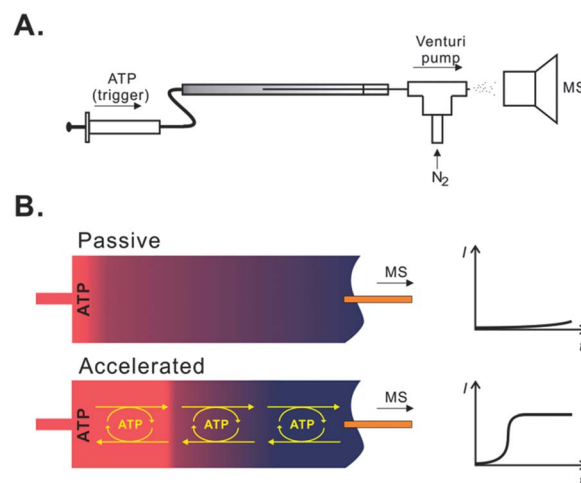 A.
ATP
(trigger)
Venturi
pump
MS
N2
B.
Passive
ATP
MS
I
t
Accelerated
ATP
ATP
ATP
ATP
MS
I
t